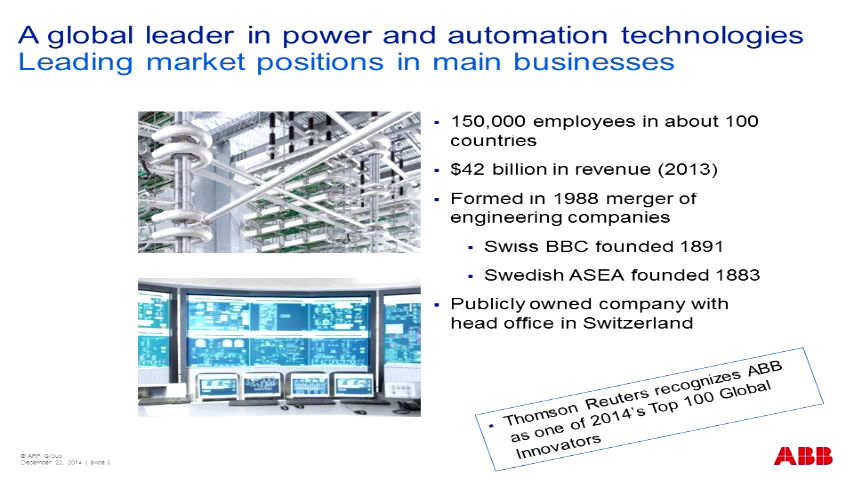 A global leader in power and automation technologies
Leading market positions in main businesses
▪ 150,000 employees in about 100
countries
▪ $42 billion in revenue (2013)
▪ Formed in 1988 merger of
engineering companies
▪ Swiss BBC founded 1891
▪ Swedish ASEA founded 1883
▪ Publicly owned company with
head office in Switzerland
▪ Thomson Reuters recognizes ABB
as one of 2014's Top 100 Global
Innovators
© ABB Group
December 22, 2014 | Slide 3
ABB